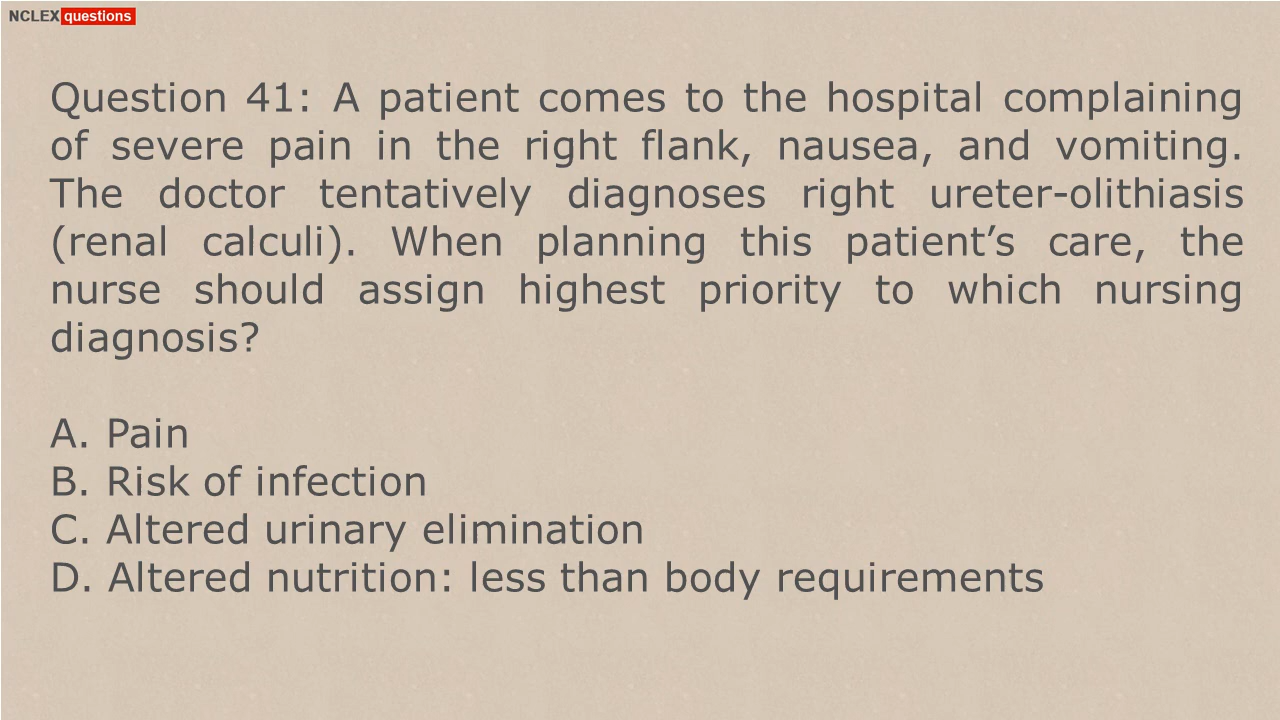 NCLEX questions
Question 41: A patient comes to the hospital complaining
of severe pain in the right flank, nausea, and vomiting.
The doctor tentatively diagnoses right ureter-olithiasis
(renal calculi). When planning this patient’s care, the
nurse should assign highest priority to which nursing
diagnosis?
A. Pain
B. Risk of infection
C. Altered urinary elimination
D. Altered nutrition: less than body requirements